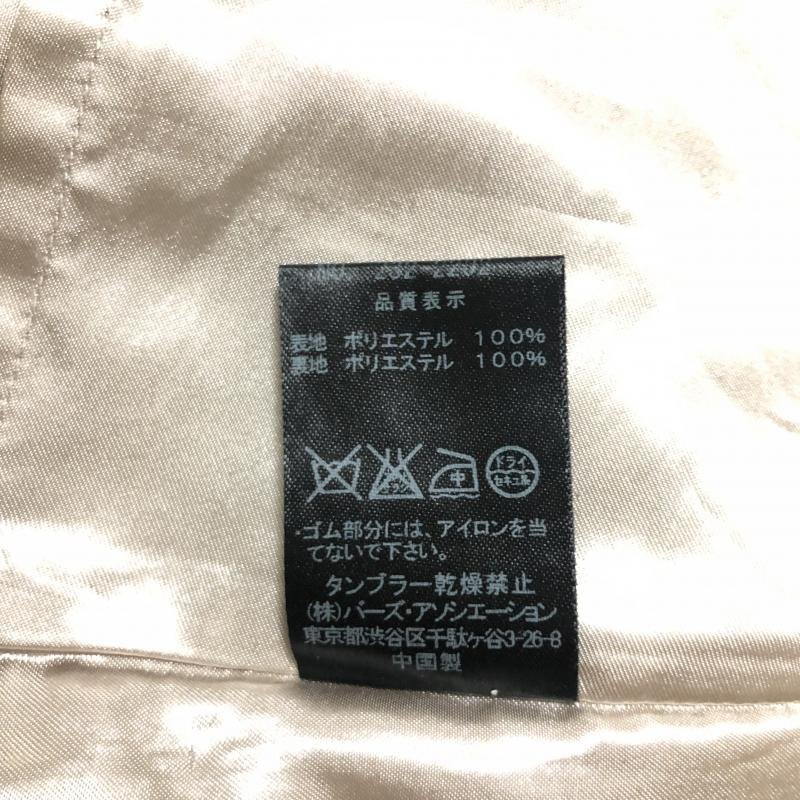 品質表示
表地 ポリエステル 100%
裏地 ポリエステル 100%
中
ドライ
セキユ系
・ゴム部分には、アイロンを当
てないで下さい。
タンブラー乾燥禁止
(株)バーズ・アソシエーション
東京都渋谷区千駄ヶ谷3-26-8
中国製